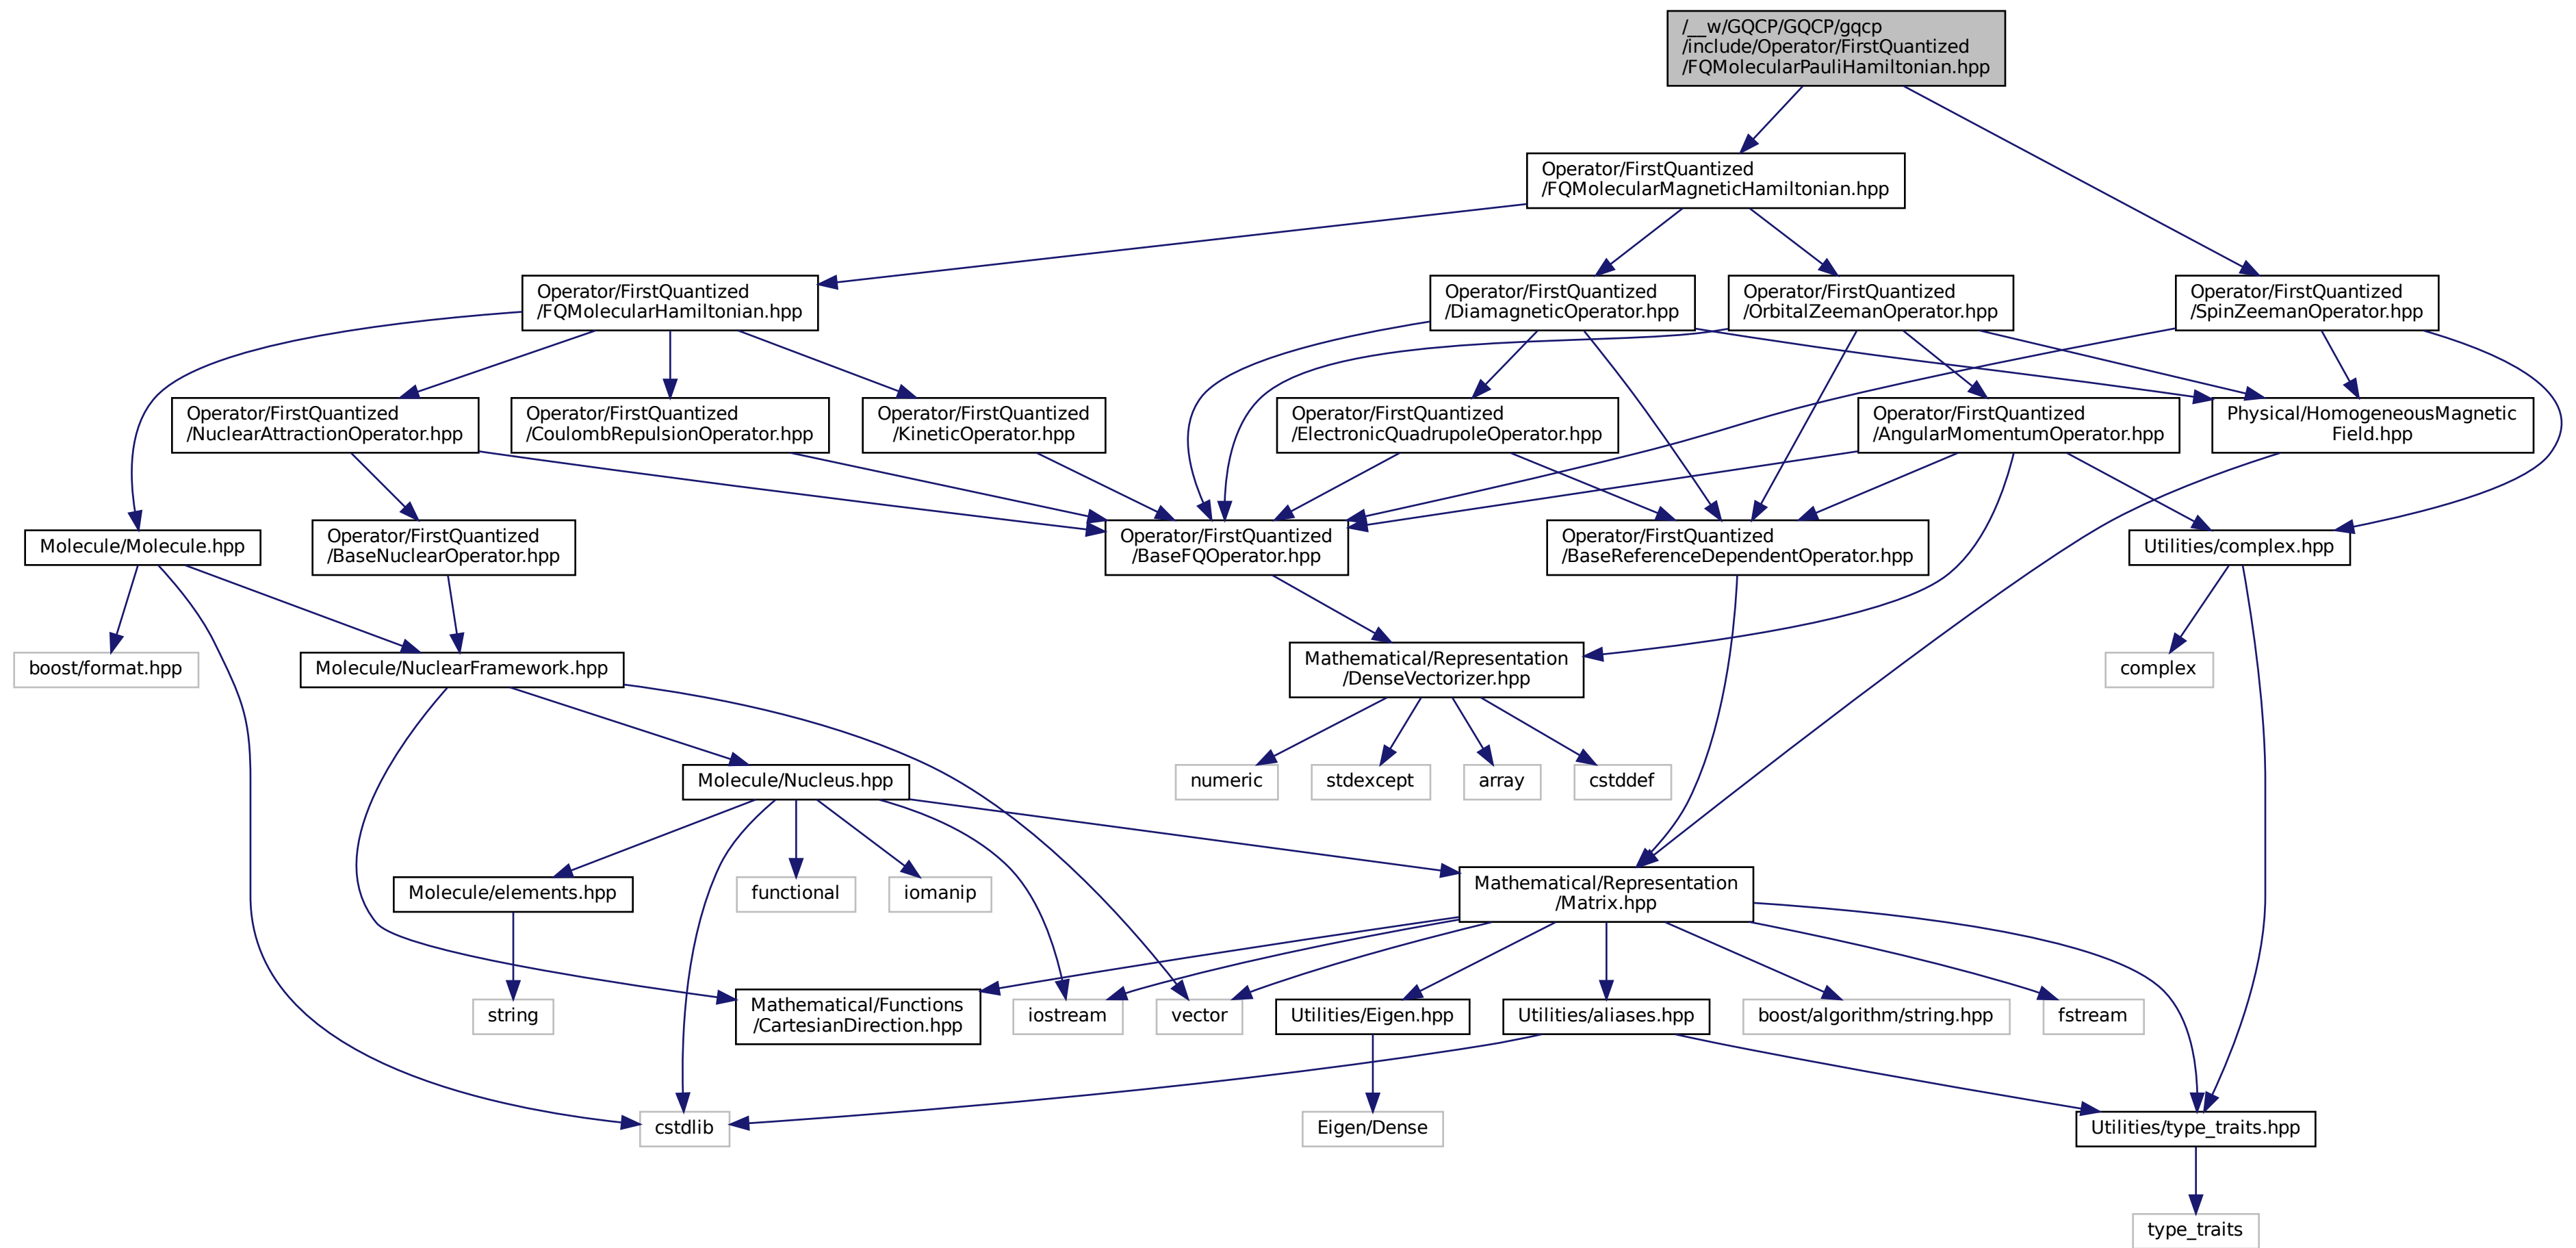 /__w/GQCP/GQCP/gqcp
/include/Operator/FirstQuantized
/FQMolecularPauliHamiltonian.hpp
Operator/FirstQuantized
/FQMolecularMagneticHamiltonian.hpp
Operator/FirstQuantized
/FQMolecularHamiltonian.hpp
Operator/FirstQuantized
/DiamagneticOperator.hpp
Operator/FirstQuantized
/OrbitalZeemanOperator.hpp
Operator/FirstQuantized
/SpinZeemanOperator.hpp
Operator/FirstQuantized
/NuclearAttractionOperator.hpp
Operator/FirstQuantized
/CoulombRepulsionOperator.hpp
Operator/FirstQuantized
/KineticOperator.hpp
Operator/FirstQuantized
/ElectronicQuadrupoleOperator.hpp
Operator/FirstQuantized
/AngularMomentumOperator.hpp
Physical/HomogeneousMagnetic
Field.hpp
Molecule/Molecule.hpp
Operator/FirstQuantized
/BaseNuclearOperator.hpp
Operator/FirstQuantized
/BaseFQOperator.hpp
Operator/FirstQuantized
/BaseReferenceDependentOperator.hpp
Utilities/complex.hpp
boost/format.hpp
Molecule/NuclearFramework.hpp
Mathematical/Representation
/DenseVectorizer.hpp
complex
Molecule/Nucleus.hpp
numeric
stdexcept
array
cstddef
Molecule/elements.hpp
functional
iomanip
Mathematical/Representation
/Matrix.hpp
string
Mathematical/Functions
/CartesianDirection.hpp
iostream
vector
Utilities/Eigen.hpp
Utilities/aliases.hpp
boost/algorithm/string.hpp
fstream
cstdlib
Eigen/Dense
Utilities/type_traits.hpp
type_traits